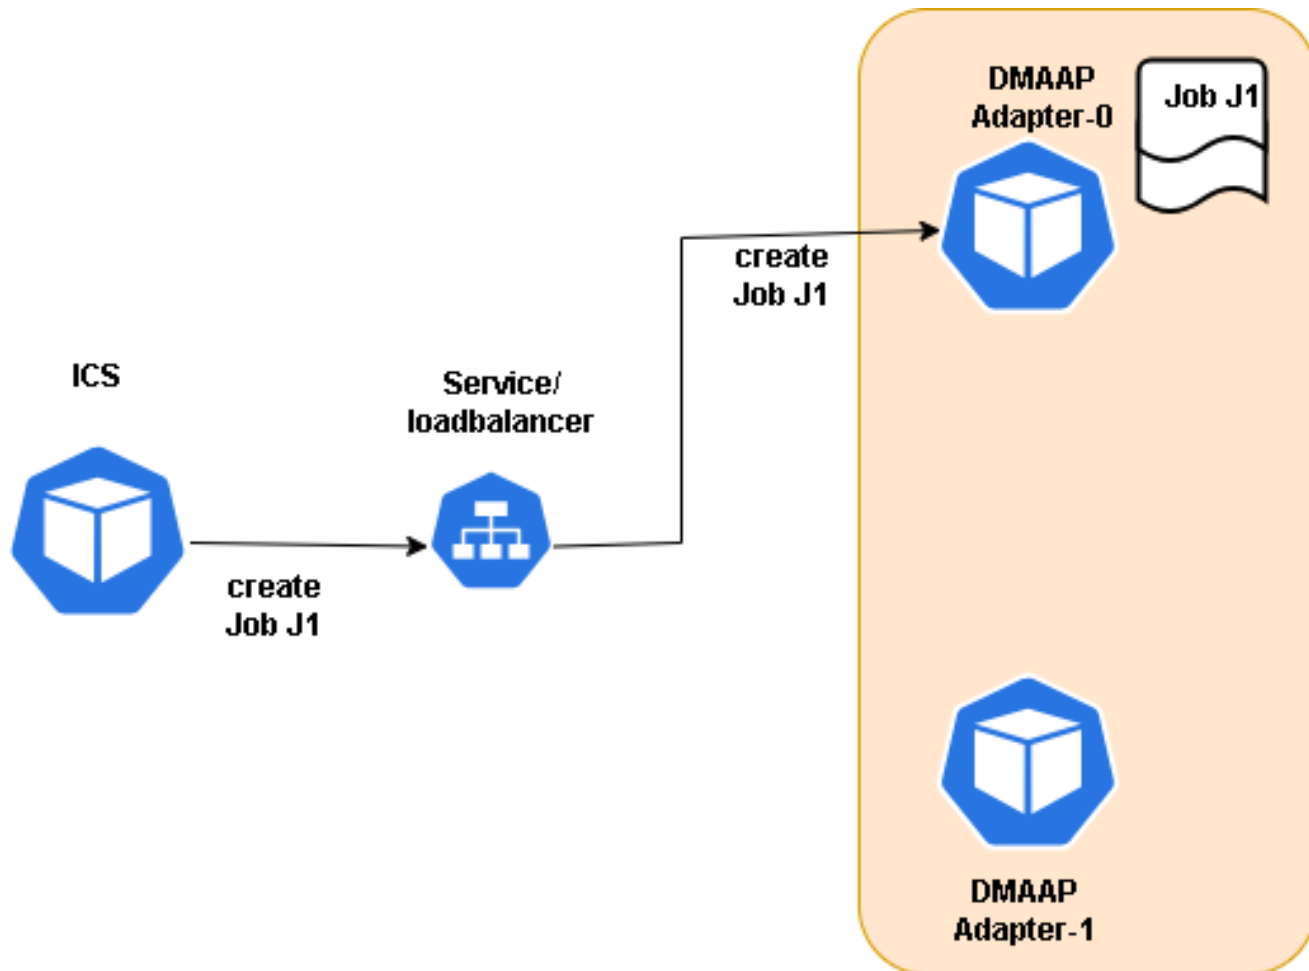 DMAAP
Adapter-0
Job J1
create
Job J1
ICS
Service/
loadbalancer
create
Job J1
DMAAP
Adapter-1